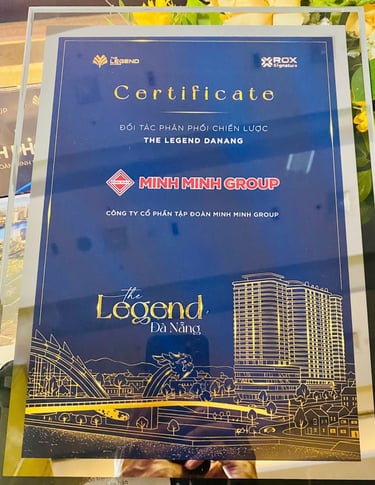 THE
LEGEND
ROX
Signature
Certificate
ĐỐI TÁC PHÂN PHỐI CHIẾN LƯỢC
THE LEGEND DANANG
MINH MINH GROUP
CÔNG TY CỔ PHẦN TẬP ĐOÀN MINH MINH GROUP
the
Legend
Đà Nẵng